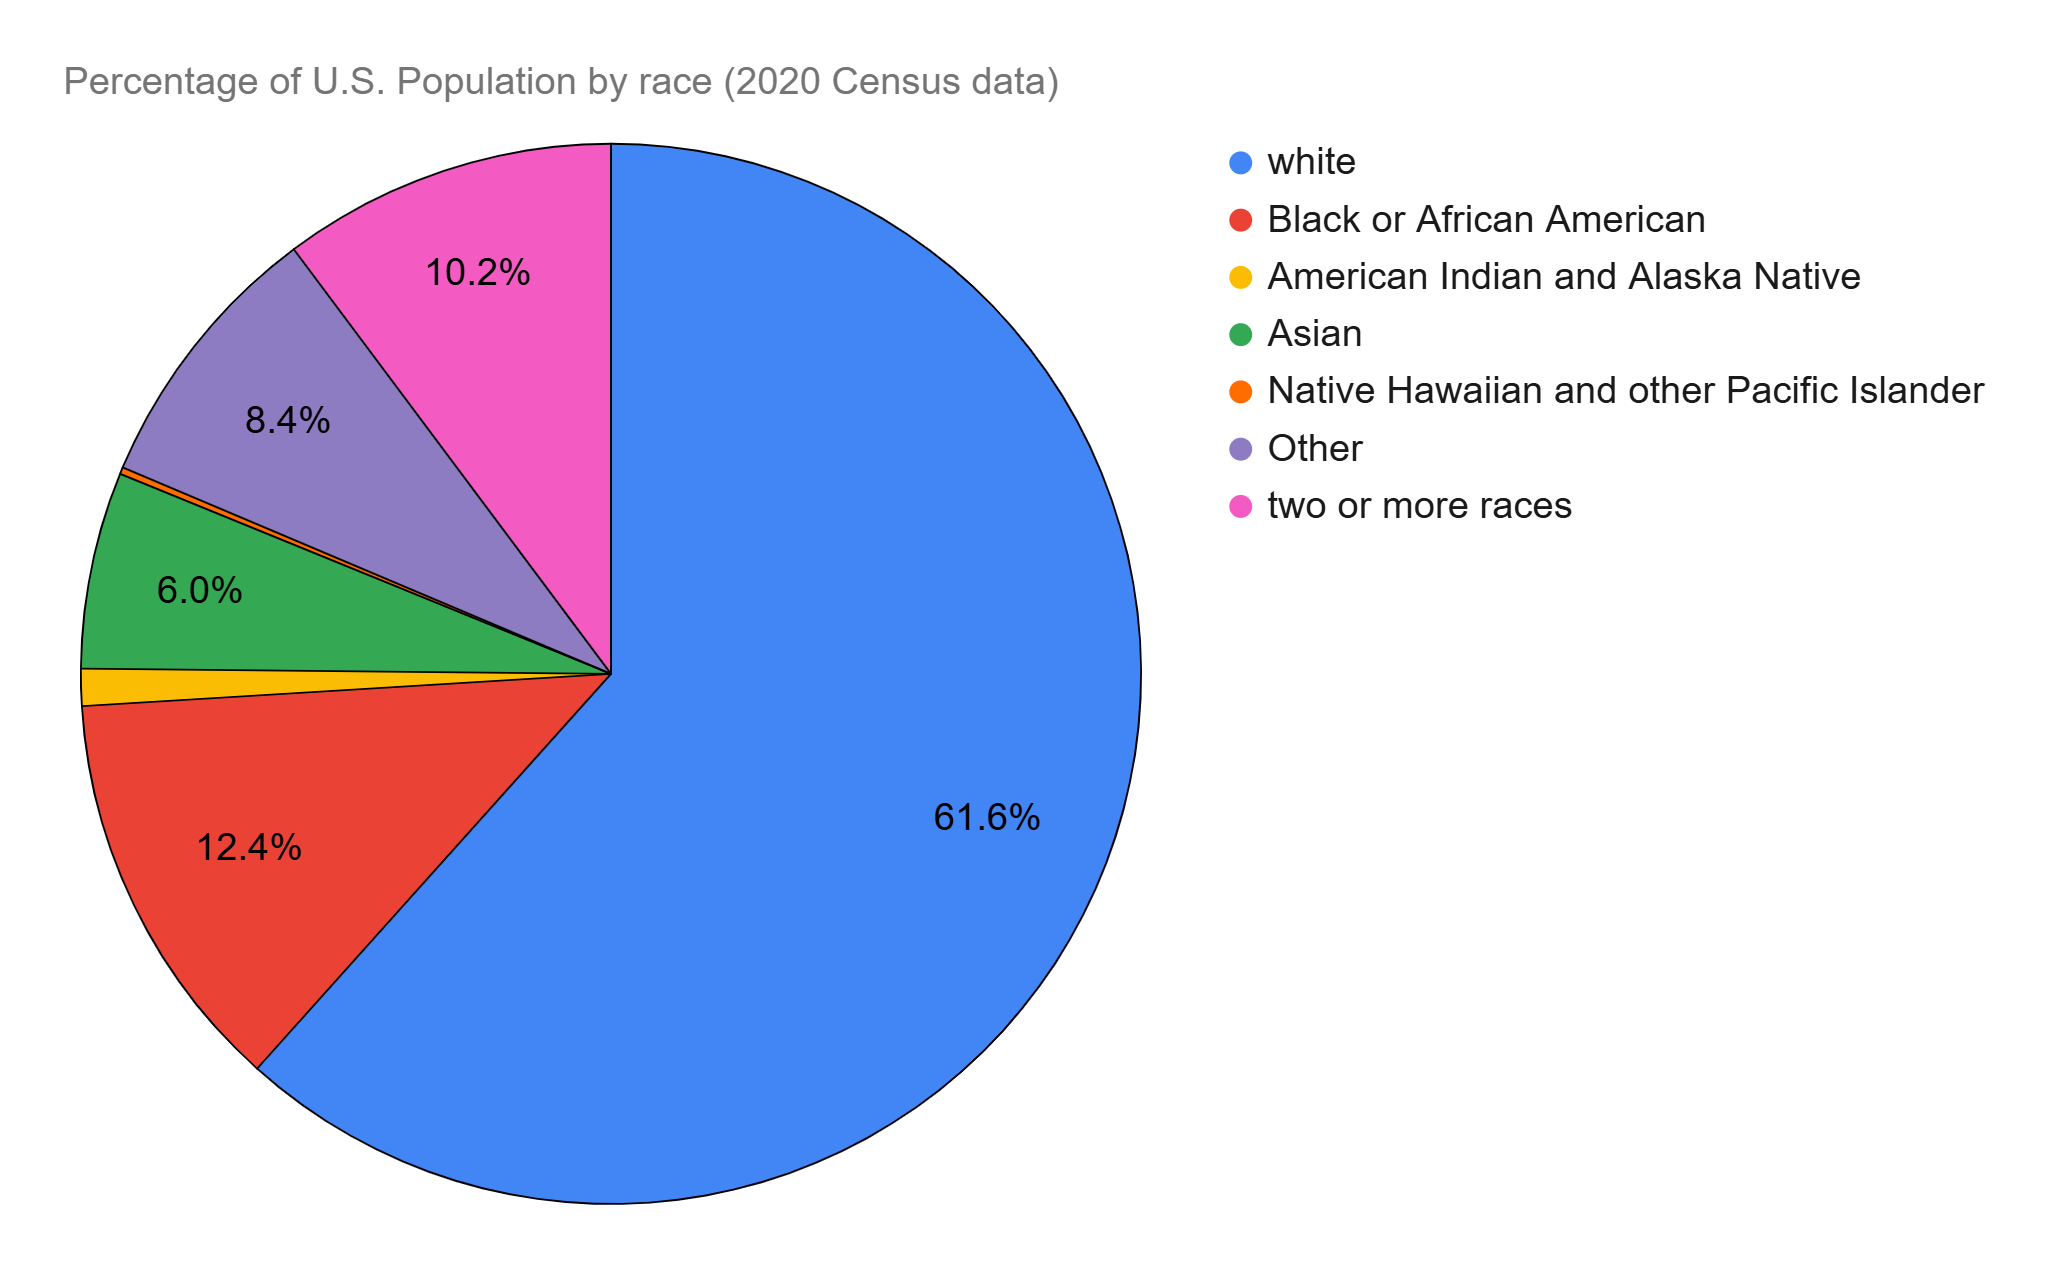 Percentage of U.S. Population by race (2020 Census data)
white
Black or African American
American Indian and Alaska Native
Asian
Native Hawaiian and other Pacific Islander
Other
two or more races
10.2%
8.4%
6.0%
61.6%
12.4%